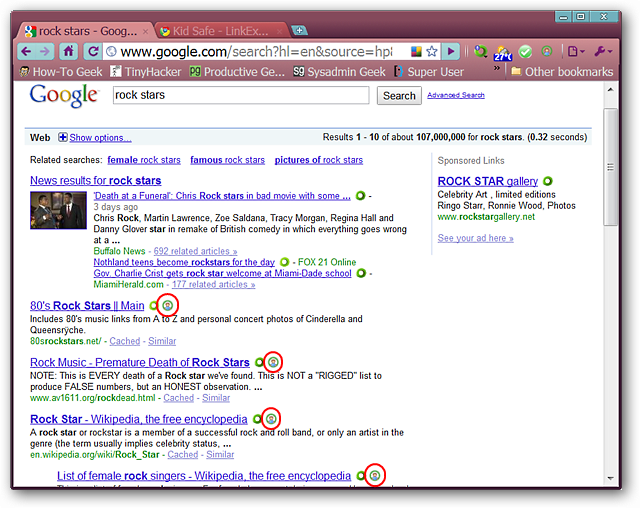 rock stars - Goog...
Kid Safe - LinkEx...
www.google.com/search?hl=en&source=hp&
How-To Geek
TinyHacker
Productive Ge...
Sysadmin Geek
Super User
»
Other bookmarks
Google
rock stars
Search
Advanced Search
Web
Show options...
Results 1 - 10 of about 107,000,000 for rock stars. (0.32 seconds)
Related searches: female rock stars famous rock stars pictures of rock stars
News results for rock stars
'Death at a Funeral': Chris Rock stars in bad movie with some ... -
3 days ago
Chris Rock, Martin Lawrence, Zoe Saldana, Tracy Morgan, Regina Hall and
Danny Glover star in remake of British comedy in which everything goes wrong
at a ...
Buffalo News - 692 related articles »
Nothland teens become rockstars for the day - FOX 21 Online
Gov. Charlie Crist gets rock star welcome at Miami-Dade school -
MiamiHerald.com - 177 related articles »
80's Rock Stars || Main
Includes 80's music links from A to Z and personal concert photos of Cinderella and
Queensrÿche.
80srockstars.net/ - Cached - Similar
Rock Music - Premature Death of Rock Stars
NOTE: This is EVERY death of a Rock star we've found. This is NOT a "RIGGED" list to
produce FALSE numbers, but an HONEST observation. ...
www.av1611.org/rockdead.html - Cached - Similar
Rock Star - Wikipedia, the free encyclopedia
A rock star or rockstar is a member of a successful rock and roll band, or only an artist in the
genre (the term usually implies celebrity status, ...
en.wikipedia.org/wiki/Rock_Star - Cached - Similar
List of female rock singers - Wikipedia, the free encyclopedia
Sponsored Links
ROCK STAR gallery
Celebrity Art , limited editions
Ringo Starr, Ronnie Wood, Photos
www.rockstargallery.net
See your ad here »